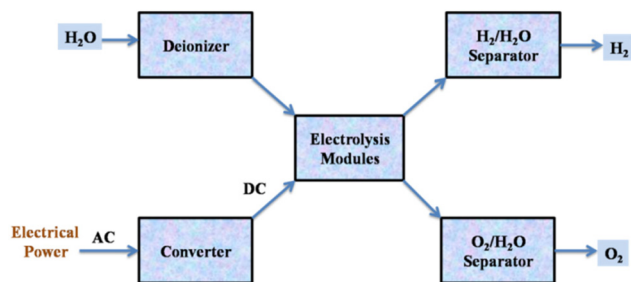 H₂O
Deionizer
H₂/H₂O
Separator
H₂
Electrolysis
Modules
DC
Electrical
Power
AC
Converter
O₂/H₂O
Separator
O₂